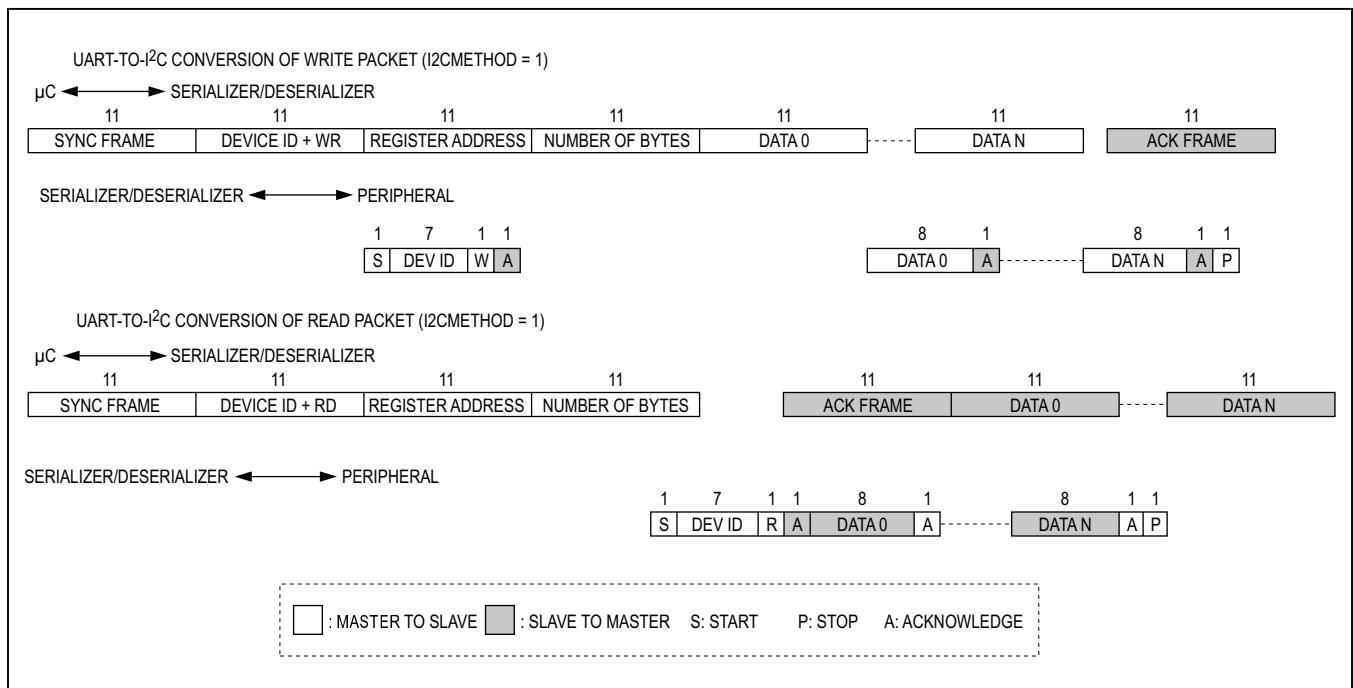 UART-TO-I2C CONVERSION OF WRITE PACKET (I2CMETHOD = 1)
µC SERIALIZER/DESERIALIZER
11 11 11 11 11 11 11
SYNC FRAME DEVICE ID + WR REGISTER ADDRESS NUMBER OF BYTES DATA 0 DATA N ACK FRAME
SERIALIZER/DESERIALIZER PERIPHERAL
1 7 1 1 8 1 8 1 1
S DEV ID W A DATA 0 A DATA N A P
UART-TO-I2C CONVERSION OF READ PACKET (I2CMETHOD = 1)
µC SERIALIZER/DESERIALIZER
11 11 11 11 11 11 11
SYNC FRAME DEVICE ID + RD REGISTER ADDRESS NUMBER OF BYTES ACK FRAME DATA 0 DATA N
SERIALIZER/DESERIALIZER PERIPHERAL
1 7 1 1 8 1 8 1 1
S DEV ID R A DATA 0 A DATA N A P
: MASTER TO SLAVE : SLAVE TO MASTER S: START P: STOP A: ACKNOWLEDGE